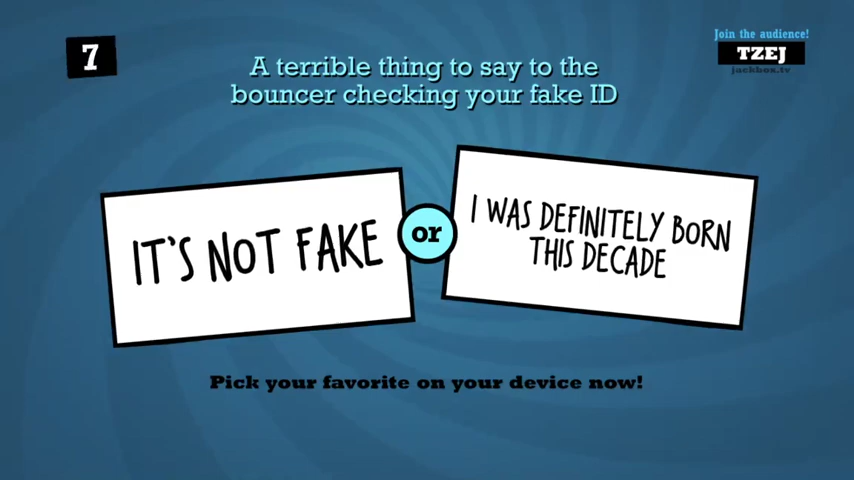 7
Join the audience!
TZEJ
jackbox.tv
A terrible thing to say to the
bouncer checking your fake ID
IT'S NOT FAKE
or
I WAS DEFINITELY BORN
THIS DECADE
Pick your favorite on your device now!